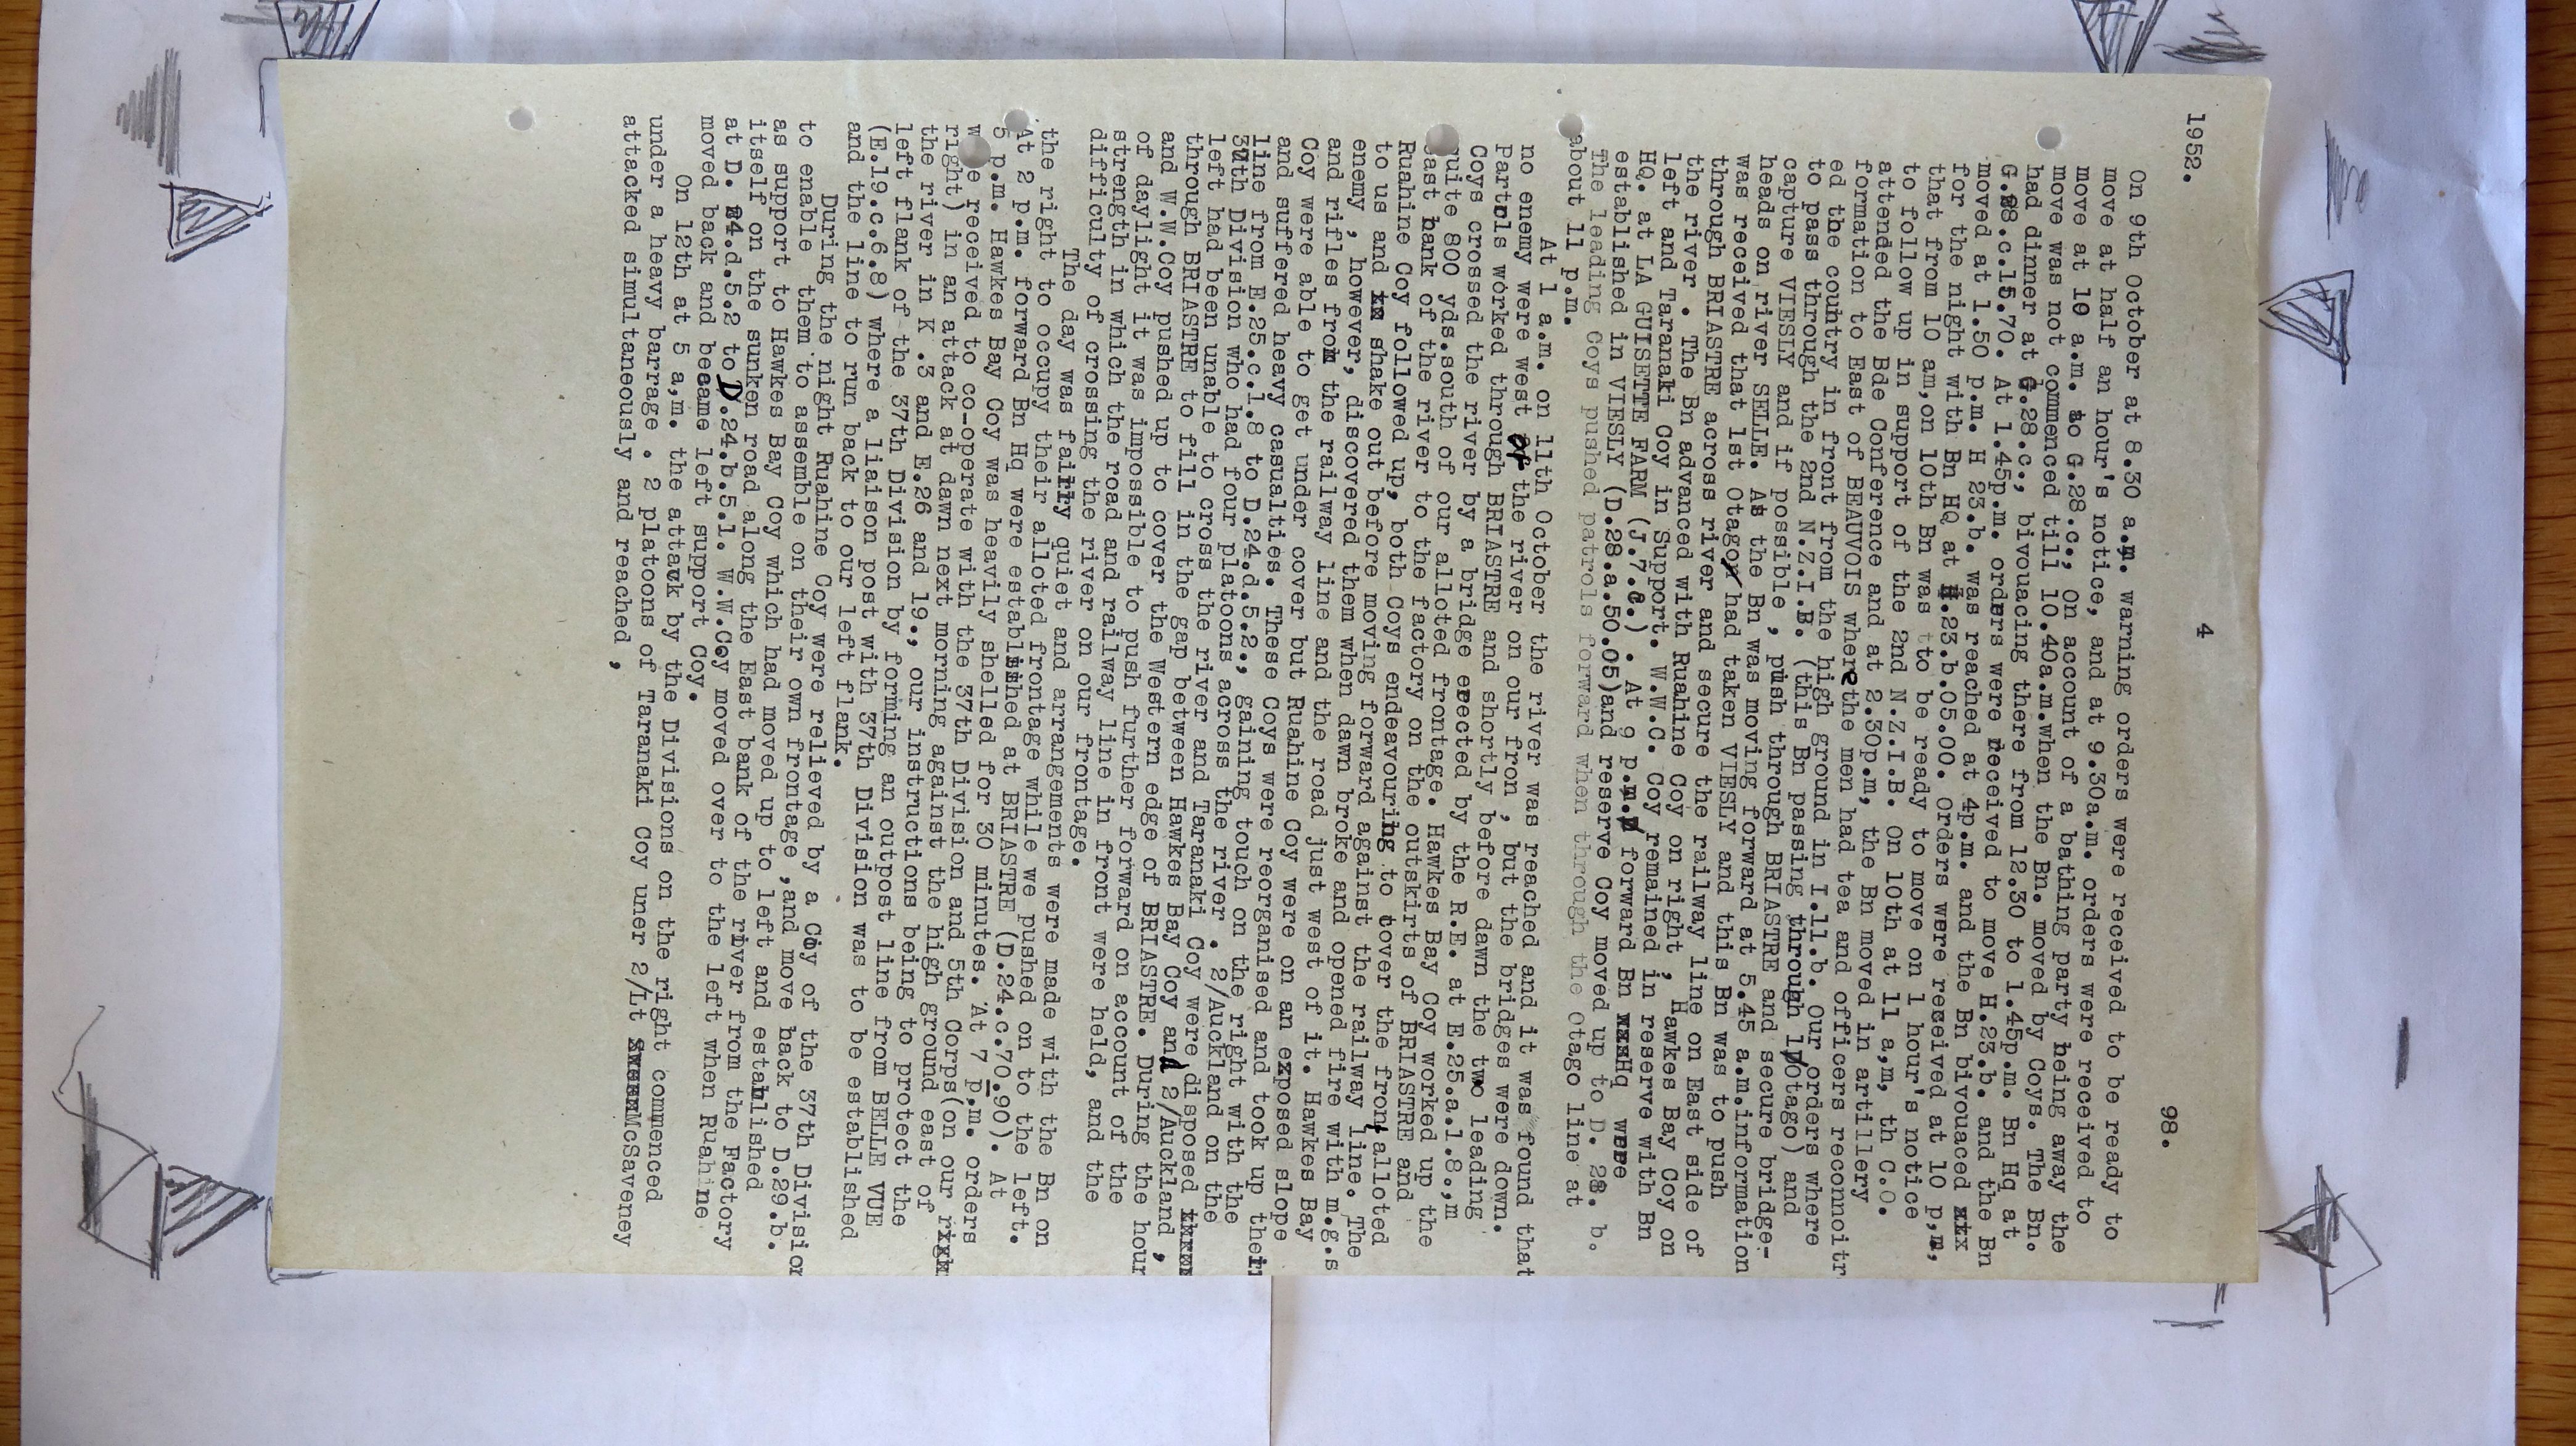 4
98.
1952.
On 9th October at 8.30 a.m. warning orders were received to be ready to
move at half an hour's notice, and at 9.30a.m. orders were received to
move at 10 a.m. to G.28.c., On account of a bathing party being away the
move was not commenced till 10.40a.m.when the Bn. moved by Coys. The Bn.
had dinner at G.28.c., bivouacing there from 12.30 to 1.45p.m. Bn Hq at
G.28.c.15.70. At 1.45p.m. orders were received to move H.23.b. and the Bn
moved at 1.50 p.m. H 23.b. was reached at 4p.m. and the Bn bivouaced
for the night with Bn HQ at H.23.b.05.00. Orders were received at 10 p,m,
that from 10 am,on 10th Bn was to be ready to move on 1 hour's notice
to follow up in support of the 2nd N.Z.I.B. On 10th at 11 a,m, th C.O.
attended the Bde Conference and at 2.30p.m, the Bn moved in artillery
formation to East of BEAUVOIS where the men had tea and officers reconnoitr
ed the country in front from the high ground in I.11.b. Our orders where
to pass through the 2nd N.Z.I.B. (this Bn passing through 1/Otago) and
capture VIESLY and if possible , push through BRIASTRE and secure bridge-
heads on river SELLE. As the Bn was moving forward at 5.45 a.m.information
was received that 1st Otago had taken VIESLY and this Bn was to push
through BRIASTRE across river and secure the railway line on East side of
the river . The Bn advanced with Ruahine Coy on right , Hawkes Bay Coy on
left and Taranaki Coy in Support. W.W.C. Coy remained in reserve with Bn
HQ. at LA GUISETTE FARM (J.7.c.) . At 9 p.m. forward Bn Hq were
established in VIESLY (D.28.a.50.05)and reserve Coy moved up to D. 28. b.
The leading Coys pushed patrols forward when through the Otago line at
about 11 p.m.
At 1 a.m. on 11th October the river was reached and it was found that
no enemy were west of the river on our fron , but the bridges were down.
Partols worked through BRIASTRE and shortly before dawn the two leading
Coys crossed the river by a bridge erected by the R.E. at E.25.a.1.8.,m
quite 800 yds.south of our alloted frontage. Hawkes Bay Coy worked up the
east bank of the river to the factory on the outskirts of BRIASTRE and
Ruahine Coy followed up, both Coys endeavouring to cover the front alloted
to us and shake out before moving forward against the railway line. The
enemy , however, discovered them when dawn broke and opened fire with m.g.s
and rifles from the railway line and the road just west of it. Hawkes Bay
Coy were able to get under cover but Ruahine Coy were on an exposed slope
and suffered heavy casualties. These Coys were reorganised and took up their
line from E.25.c.1.8 to D.24.d.5.2., gaining touch on the right with the
37th Division who had four platoons across the river . 2/Auckland on the
left had been unable to cross the river and Taranaki Coy were disposed
through BRIASTRE to fill in the gap between Hawkes Bay Coy and 2/Auckland ,
and W.W.Coy pushed up to cover the Western edge of BRIASTRE. During the hour
of daylight it was impossible to push further forward on account of the
strength in which the road and railway line in front were held, and the
difficulty of crossing the river on our frontage.
The day was fairly quiet and arrangements were made with the Bn on
the right to occupy their alloted frontage while we pushed on to the left.
At 2 p.m. forward Bn Hq were established at BRIASTRE (D.24.c.70.90). At
5 p.m. Hawkes Bay Coy was heavily shelled for 30 minutes. At 7 p,m. orders
we received to co-operate with the 37th Division and 5th Corps(on our
right) in an attack at dawn next morning against the high ground east of
the river in K .3 and E.26 and 19., our instructions being to protect the
left flank of the 37th Division by forming an outpost line from BELLE VUE
(E.19.c.6.8) where a liaison post with 37th Division was to be established
and the line to run back to our left flank.
During the night Ruahine Coy were relieved by a Coy of the 37th Division
to enable them to assemble on their own frontage ,and move back to D.29.b.
as support to Hawkes Bay Coy which had moved up to left and established
itself on the sunken road along the East bank of the river from the Factory
at D. 24.d.5.2 to D.24.b.5.1. W.W.Coy moved over to the left when Ruahine
moved back and became left support Coy.
On 12th at 5 a,m. the attack by the Divisions on the right commenced
under a heavy barrage . 2 platoons of Taranaki Coy uner 2/Lt McSaveney
attacked simultaneously and reached ,